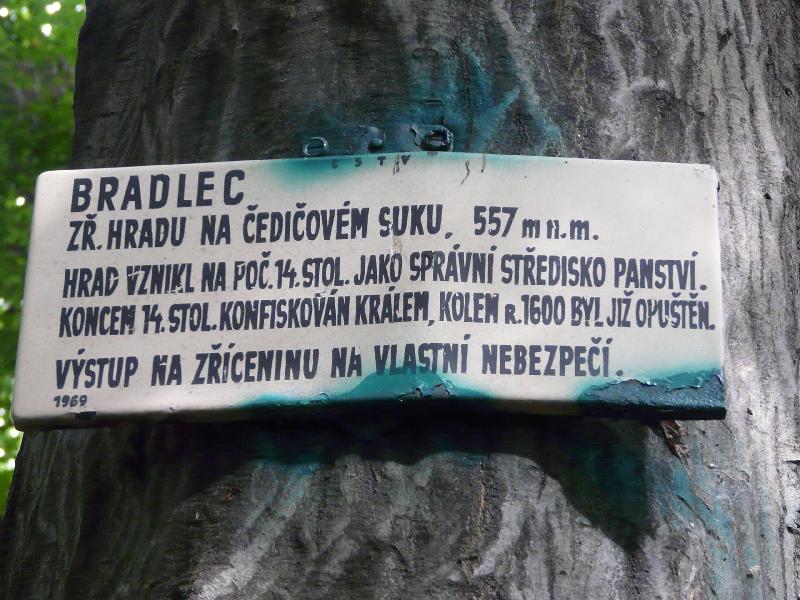 BRADLEC
ZŘ. HRADU NA ČEDIČOVÉM SUKU, 557 m n.m.
HRAD VZNIKL NA POČ. 14. STOL. JAKO SPRÁVNÍ STŘEDISKO PANSTVÍ.
KONCEM 14. STOL. KONFISKOVÁN KRÁLEM, KOLEM R. 1600 BYL JIŽ OPUŠTĚN.
VÝSTUP NA ZŘÍCENINU NA VLASTNÍ NEBEZPEČÍ.
1969